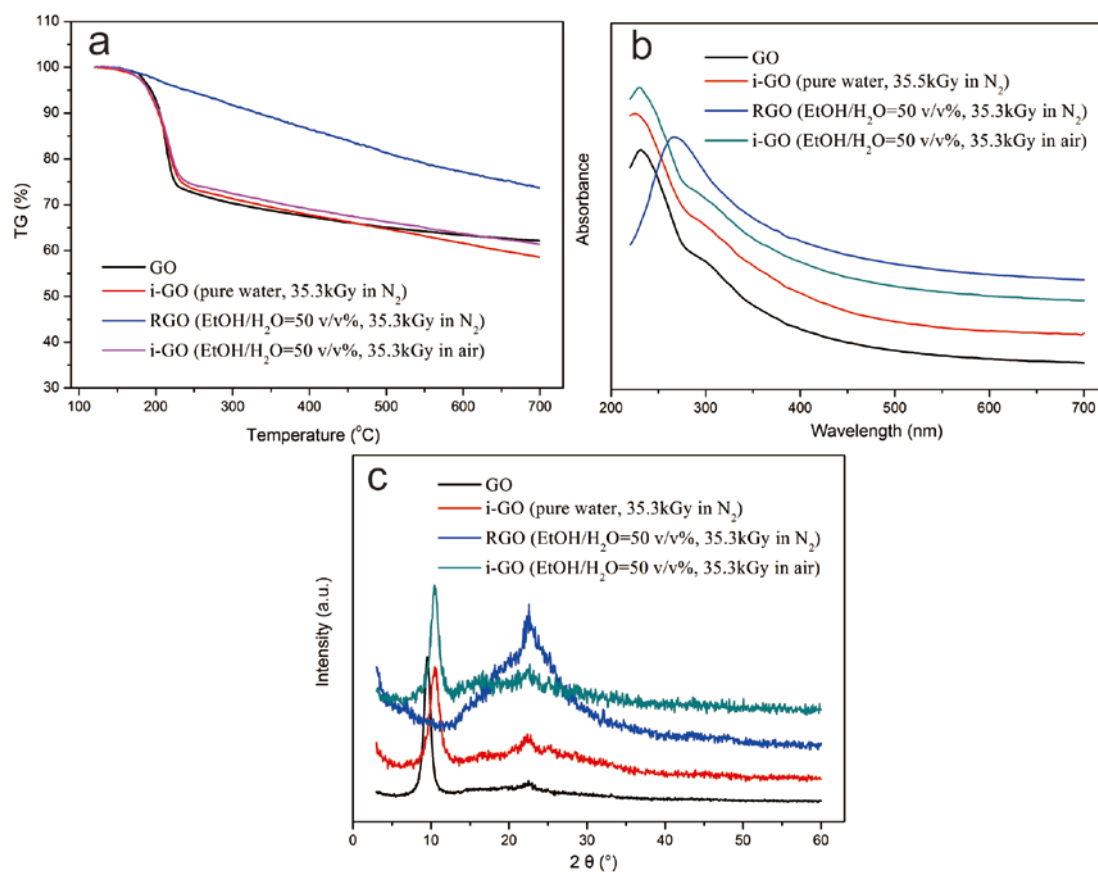 a
100
90
80
70
60
50
40
30
TG (%)
GO
i-GO (pure water, 35.3kGy in N₂)
RGO (EtOH/H₂O=50 v/v%, 35.3kGy in N₂)
i-GO (EtOH/H₂O=50 v/v%, 35.3kGy in air)
100 200 300 400 500 600 700
Temperature (°C)
b
GO
i-GO (pure water, 35.5kGy in N₂)
RGO (EtOH/H₂O=50 v/v%, 35.3kGy in N₂)
i-GO (EtOH/H₂O=50 v/v%, 35.3kGy in air)
Absorbance
200 300 400 500 600 700
Wavelength (nm)
c
GO
i-GO (pure water, 35.3kGy in N₂)
RGO (EtOH/H₂O=50 v/v%, 35.3kGy in N₂)
i-GO (EtOH/H₂O=50 v/v%, 35.3kGy in air)
Intensity (a.u.)
0 10 20 30 40 50 60
2 θ (°)